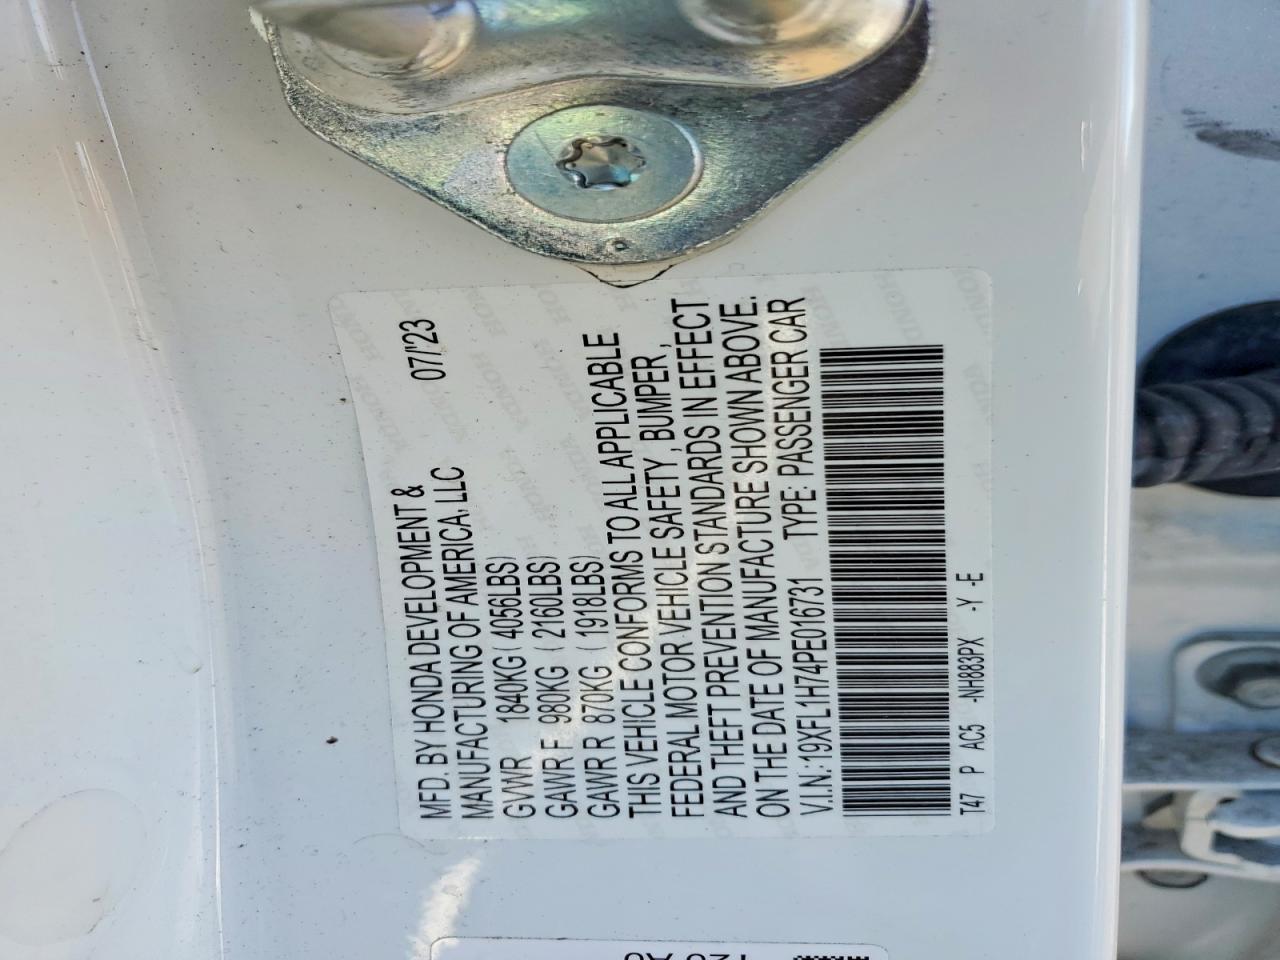 MFD. BY HONDA DEVELOPMENT & 07/'23
MANUFACTURING OF AMERICA, LLC
GVWR 1840KG ( 4056LBS)
GAWR F 980KG ( 2160LBS)
GAWR R 870KG ( 1918LBS)
THIS VEHICLE CONFORMS TO ALL APPLICABLE
FEDERAL MOTOR VEHICLE SAFETY, BUMPER ,
AND THEFT PREVENTION STANDARDS IN EFFECT
ON THE DATE OF MANUFACTURE SHOWN ABOVE.
V.I.N.: 19XFL1H74PE016731 TYPE: PASSENGER CAR
T47 P AC5 -NH883PX -Y -E